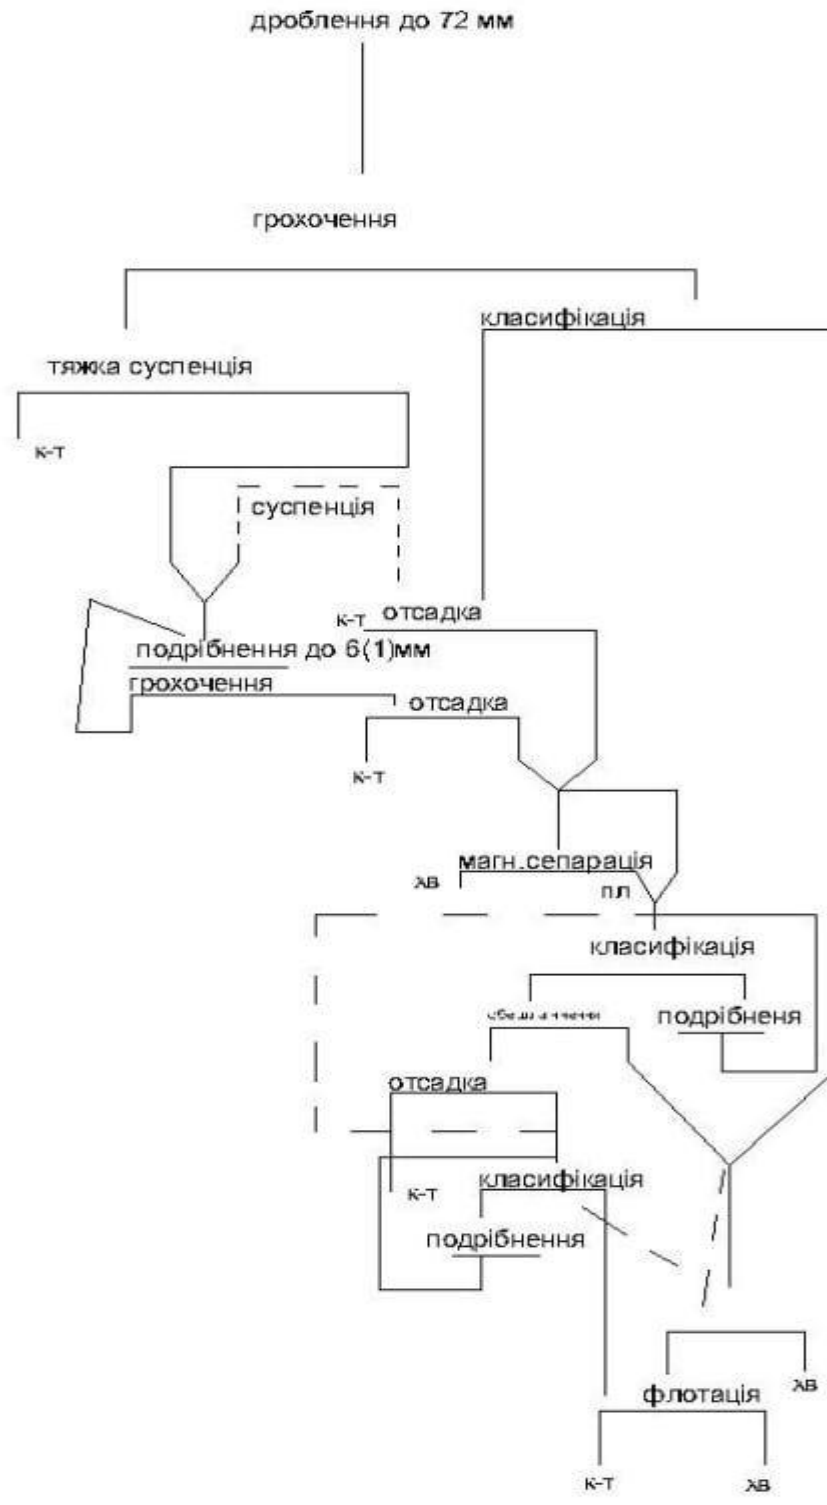 дроблення до 72 мм
грохочення
класифікація
тяжка суспенція
к-т
суспенція
к-т отсадка
подрібнення до 6(1)мм
грохочення
отсадка
к-т
магн.сепарація
хв
пл
класифікація
подрібненя
отсадка
к-т
класифікація
подрібнення
хв
флотація
к-т
хв